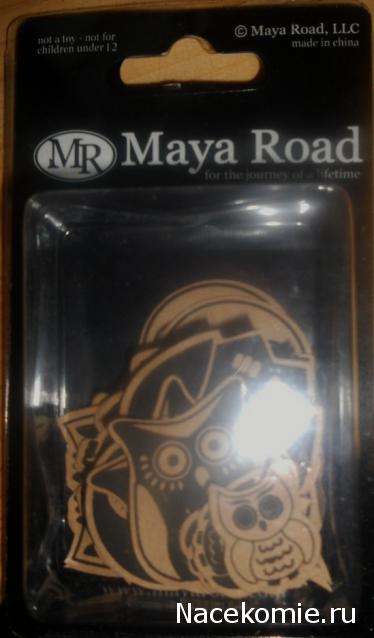 not a toy - not for
children under 12
© Maya Road, LLC
made in china
MR Maya Road
for the journey of a lifetime
Nacekomie.ru